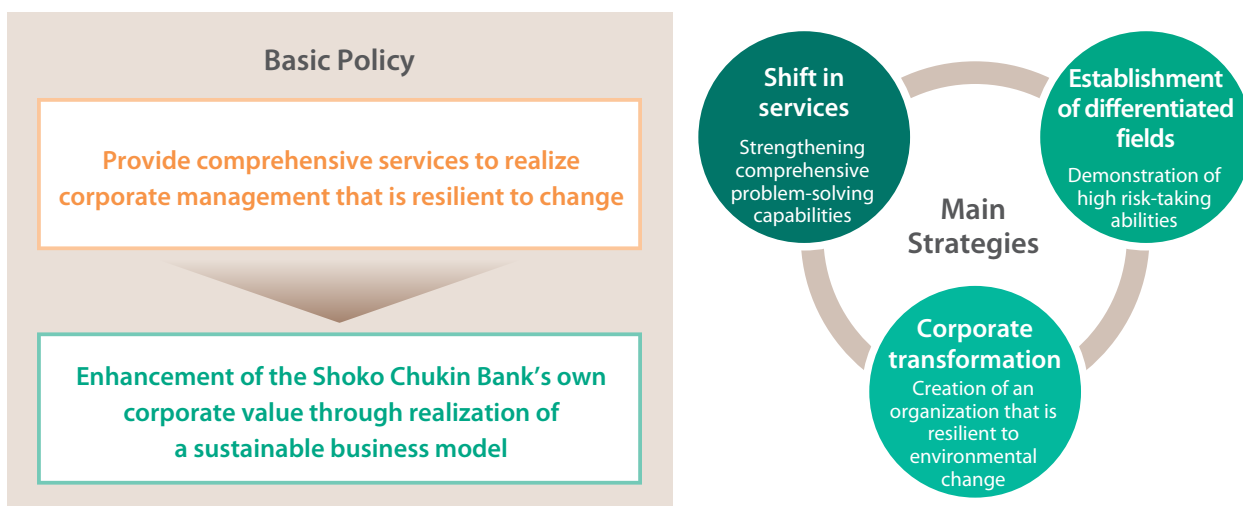 Basic Policy
Provide comprehensive services to realize
corporate management that is resilient to change
Enhancement of the Shoko Chukin Bank's own
corporate value through realization of
a sustainable business model
Shift in
services
Strengthening
comprehensive
problem-solving
capabilities
Establishment
of differentiated
fields
Demonstration of
high risk-taking
abilities
Main
Strategies
Corporate
transformation
Creation of an
organization that is
resilient to
environmental
change